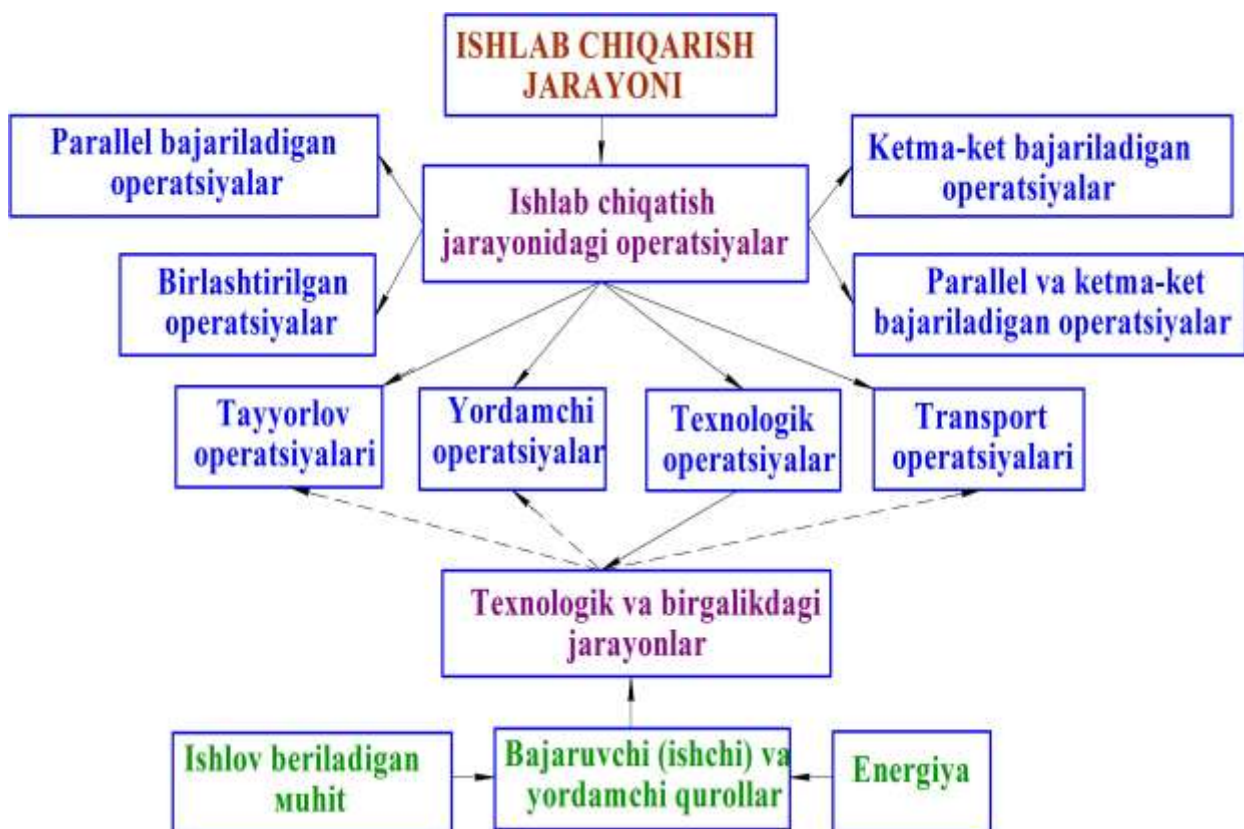 ISHLAB CHIQARISH
JARAYONI
Parallel bajariladigan
operatsiyalar
Ketma-ket bajariladigan
operatsiyalar
Ishlab chiqatish
jarayonidagi operatsiyalar
Birlashtirilgan
operatsiyalar
Parallel va ketma-ket
bajariladigan operatsiyalar
Tayyorlov
operatsiyalari
Yordamchi
operatsiyalar
Texnologik
operatsiyalar
Transport
operatsiyalari
Texnologik va birgalikdagi
jarayonlar
Ishlov beriladigan
muhit
Bajaruvchi (ishchi) va
yordamchi qurollar
Energiya